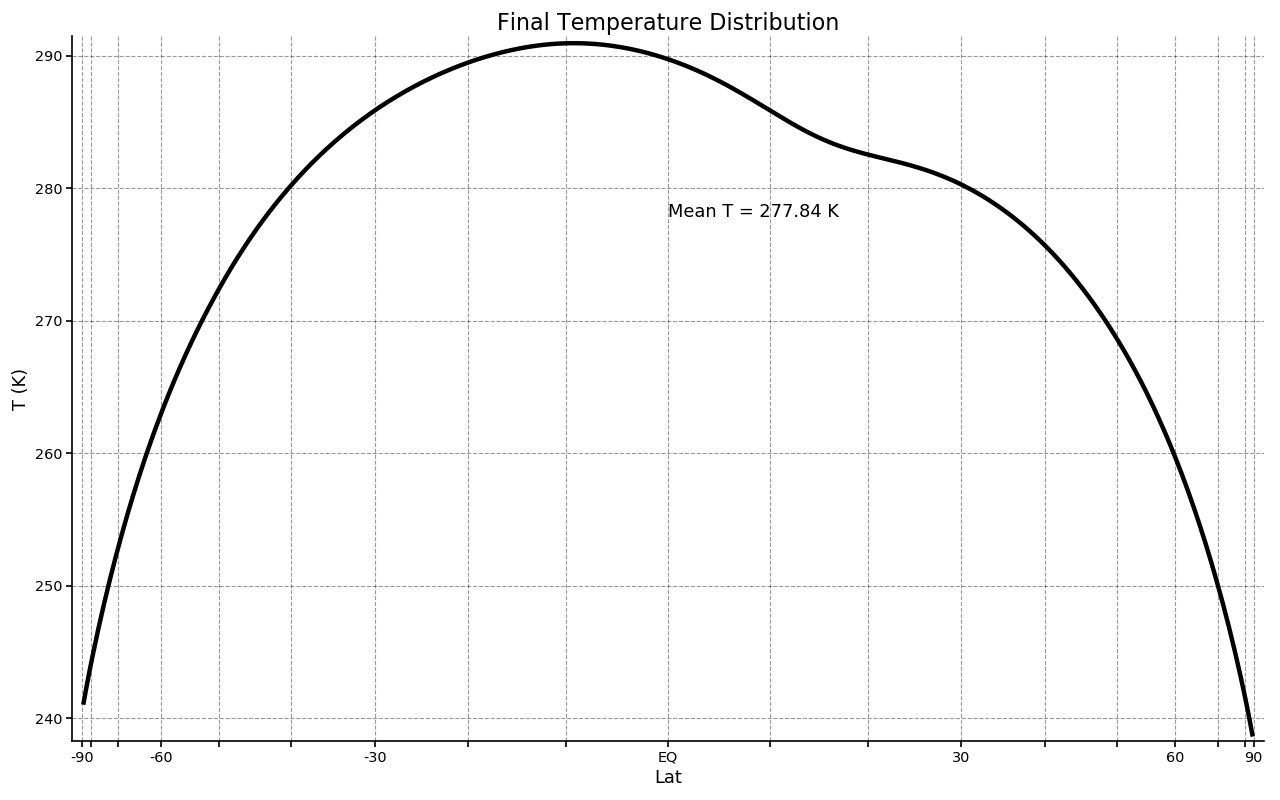 Final Temperature Distribution
290
280
Mean T = 277.84 K
270
T (K)
260
250
240
-90 -60 -30 EQ 30 60 90
Lat